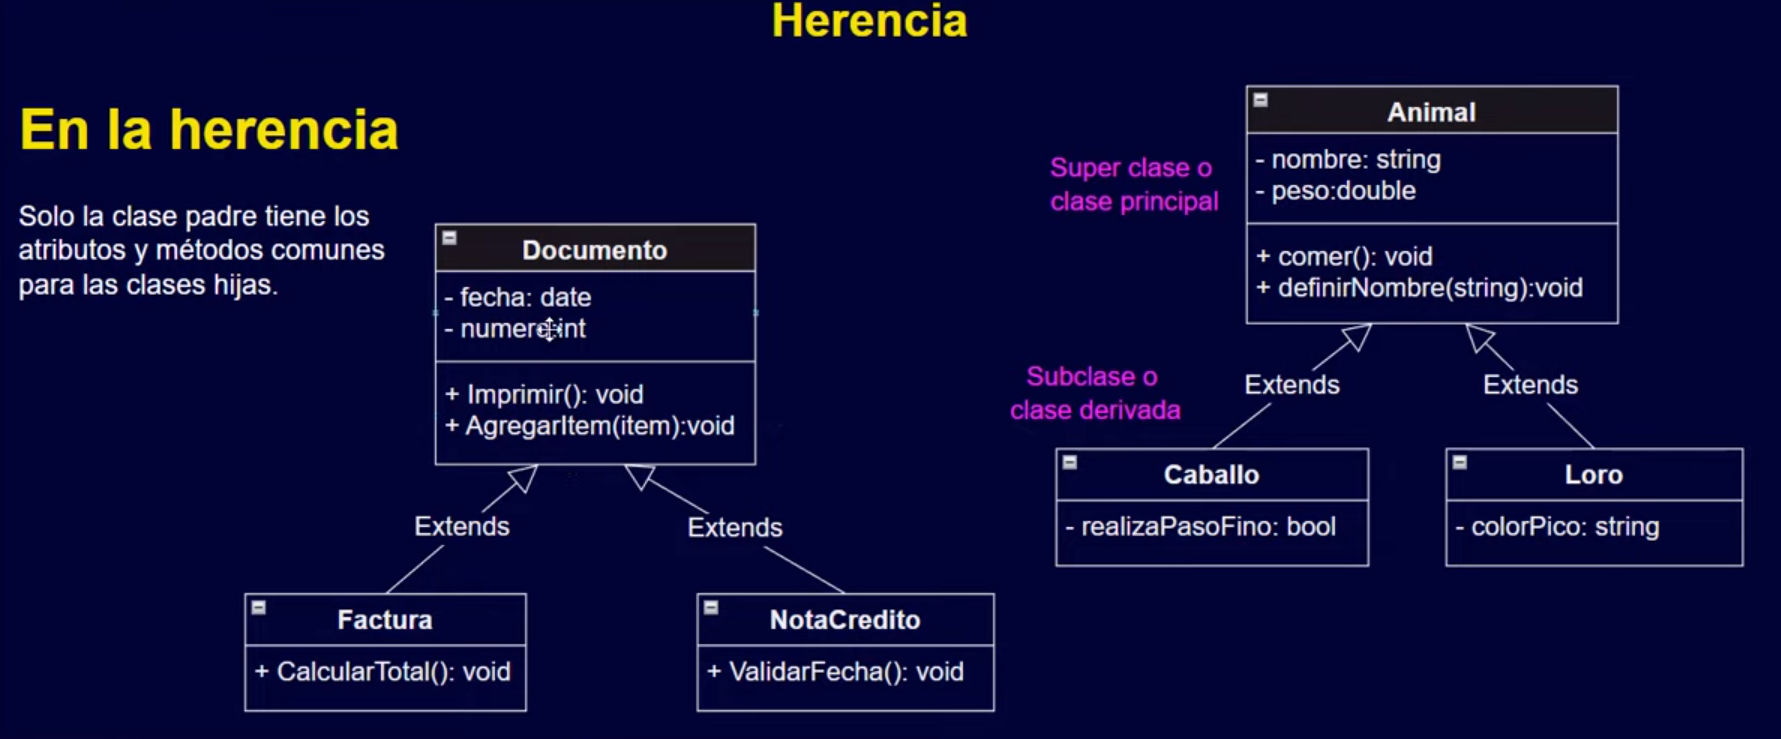 Herencia
En la herencia
Solo la clase padre tiene los
atributos y métodos comunes
para las clases hijas.
Documento
- fecha: date
- numero:int
+ Imprimir(): void
+ AgregarItem(item):void
Extends
Extends
Factura
+ CalcularTotal(): void
NotaCredito
+ ValidarFecha(): void
Super clase o
clase principal
Animal
- nombre: string
- peso:double
+ comer(): void
+ definirNombre(string):void
Subclase o
clase derivada
Extends
Extends
Caballo
- realizaPasoFino: bool
Loro
- colorPico: string